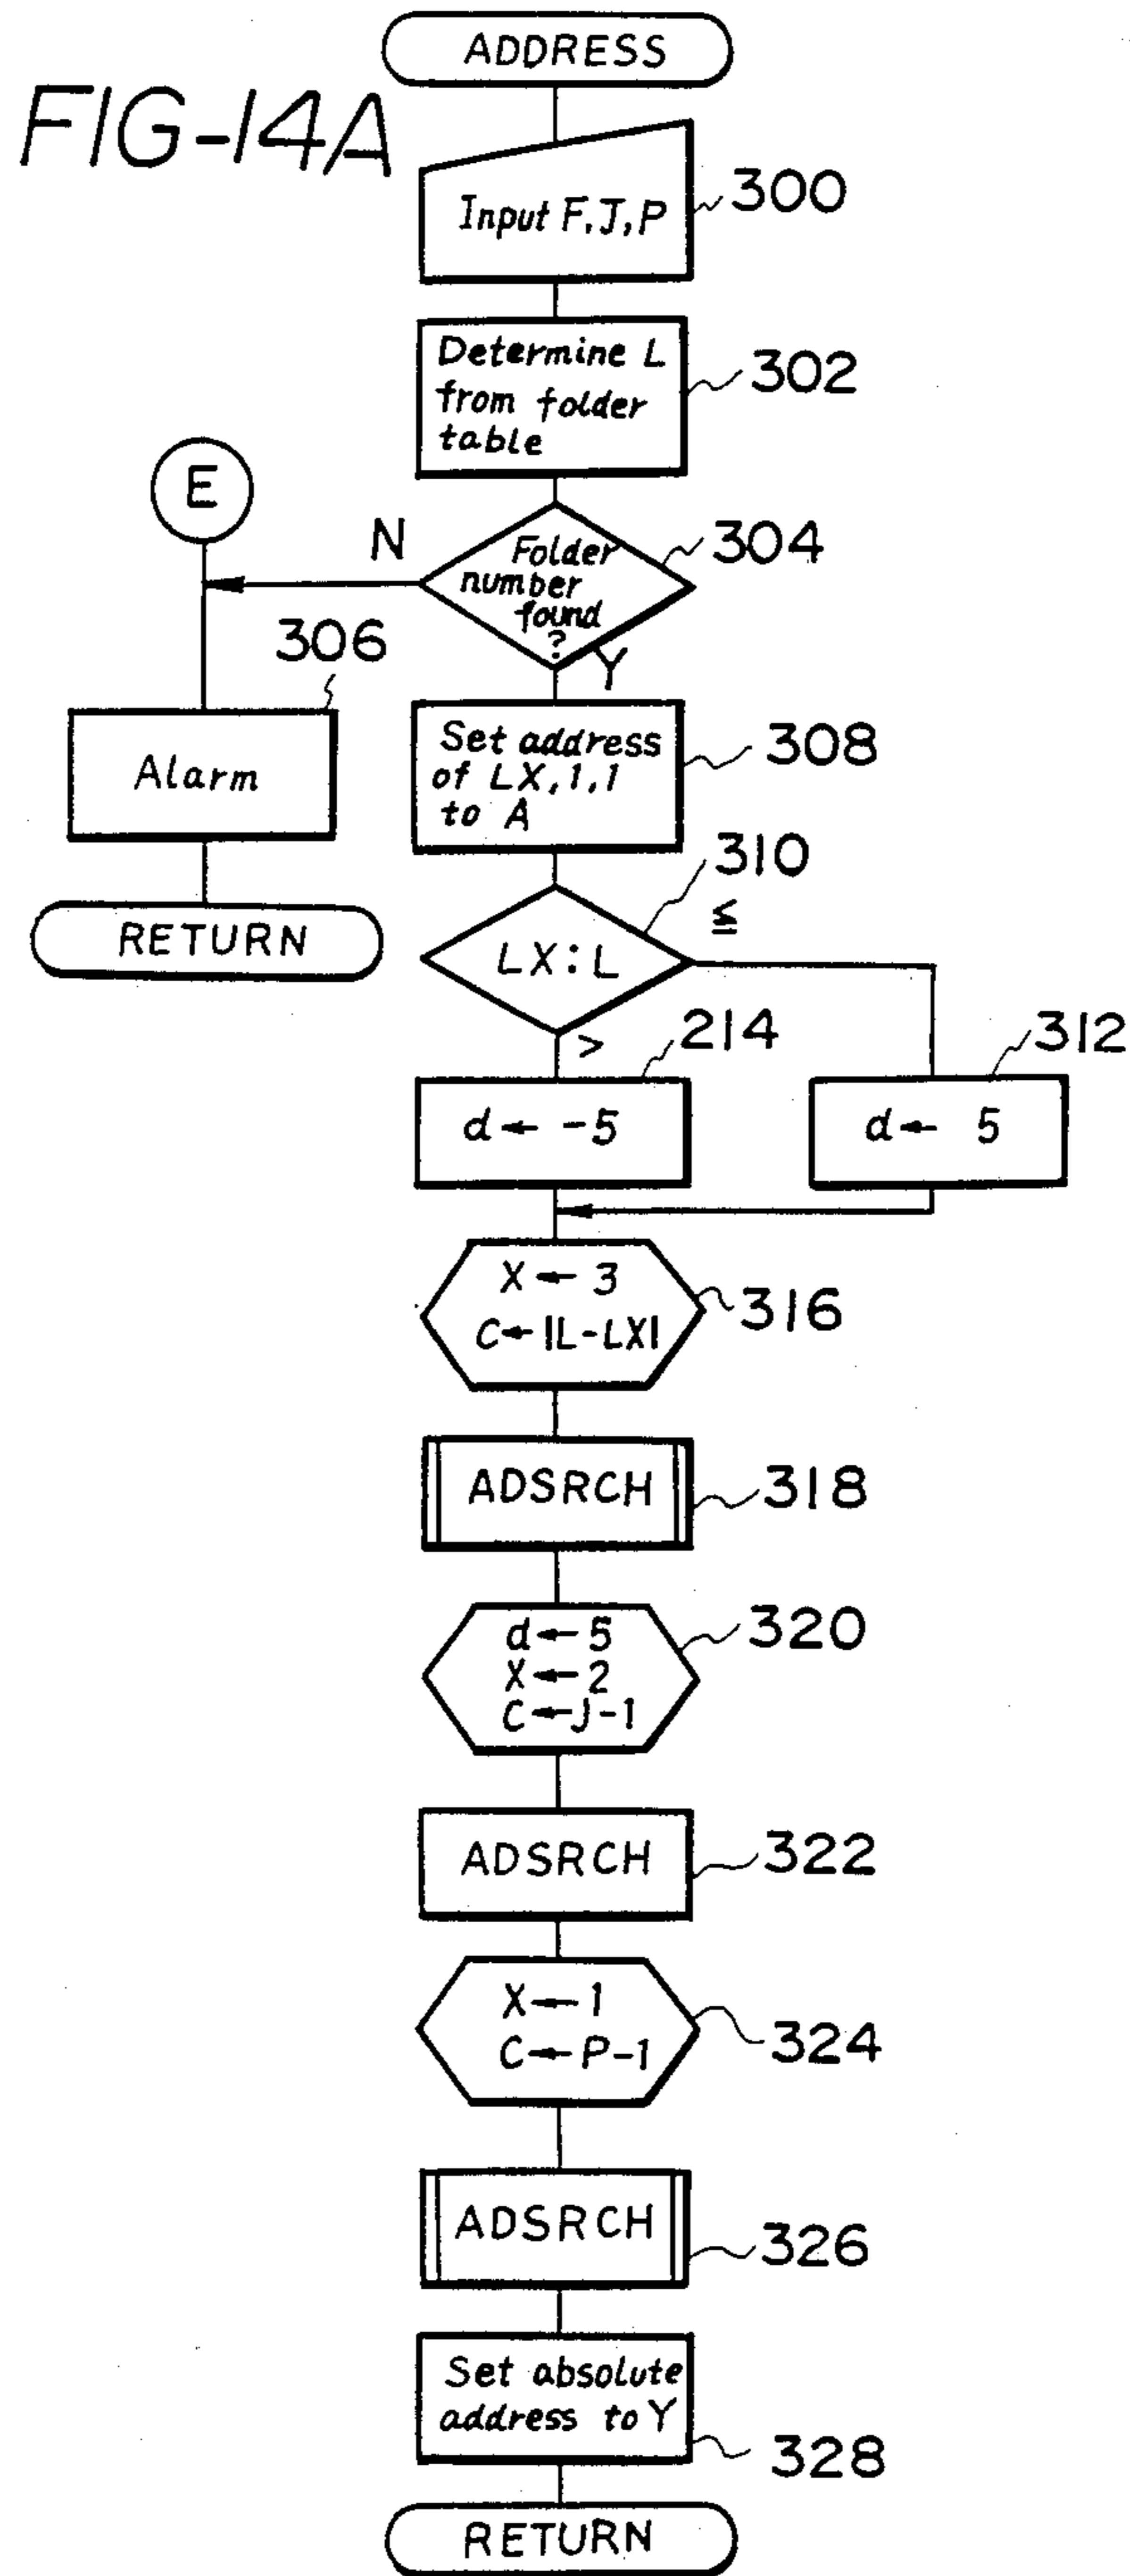 ADDRESS
FIG-14A
Input F,J,P
300
Determine L
from folder
table
302
E
N
Folder
number
found
?
304
Y
306
Alarm
RETURN
Set address
of LX,1,1
to A
308
310
LX:L
≦
>
214
d ← -5
312
d ← 5
X ← 3
C ← |L-LX|
316
ADSRCH
318
d ← 5
X ← 2
C ← J-1
320
ADSRCH
322
X ← 1
C ← P-1
324
ADSRCH
326
Set absolute
address to Y
328
RETURN